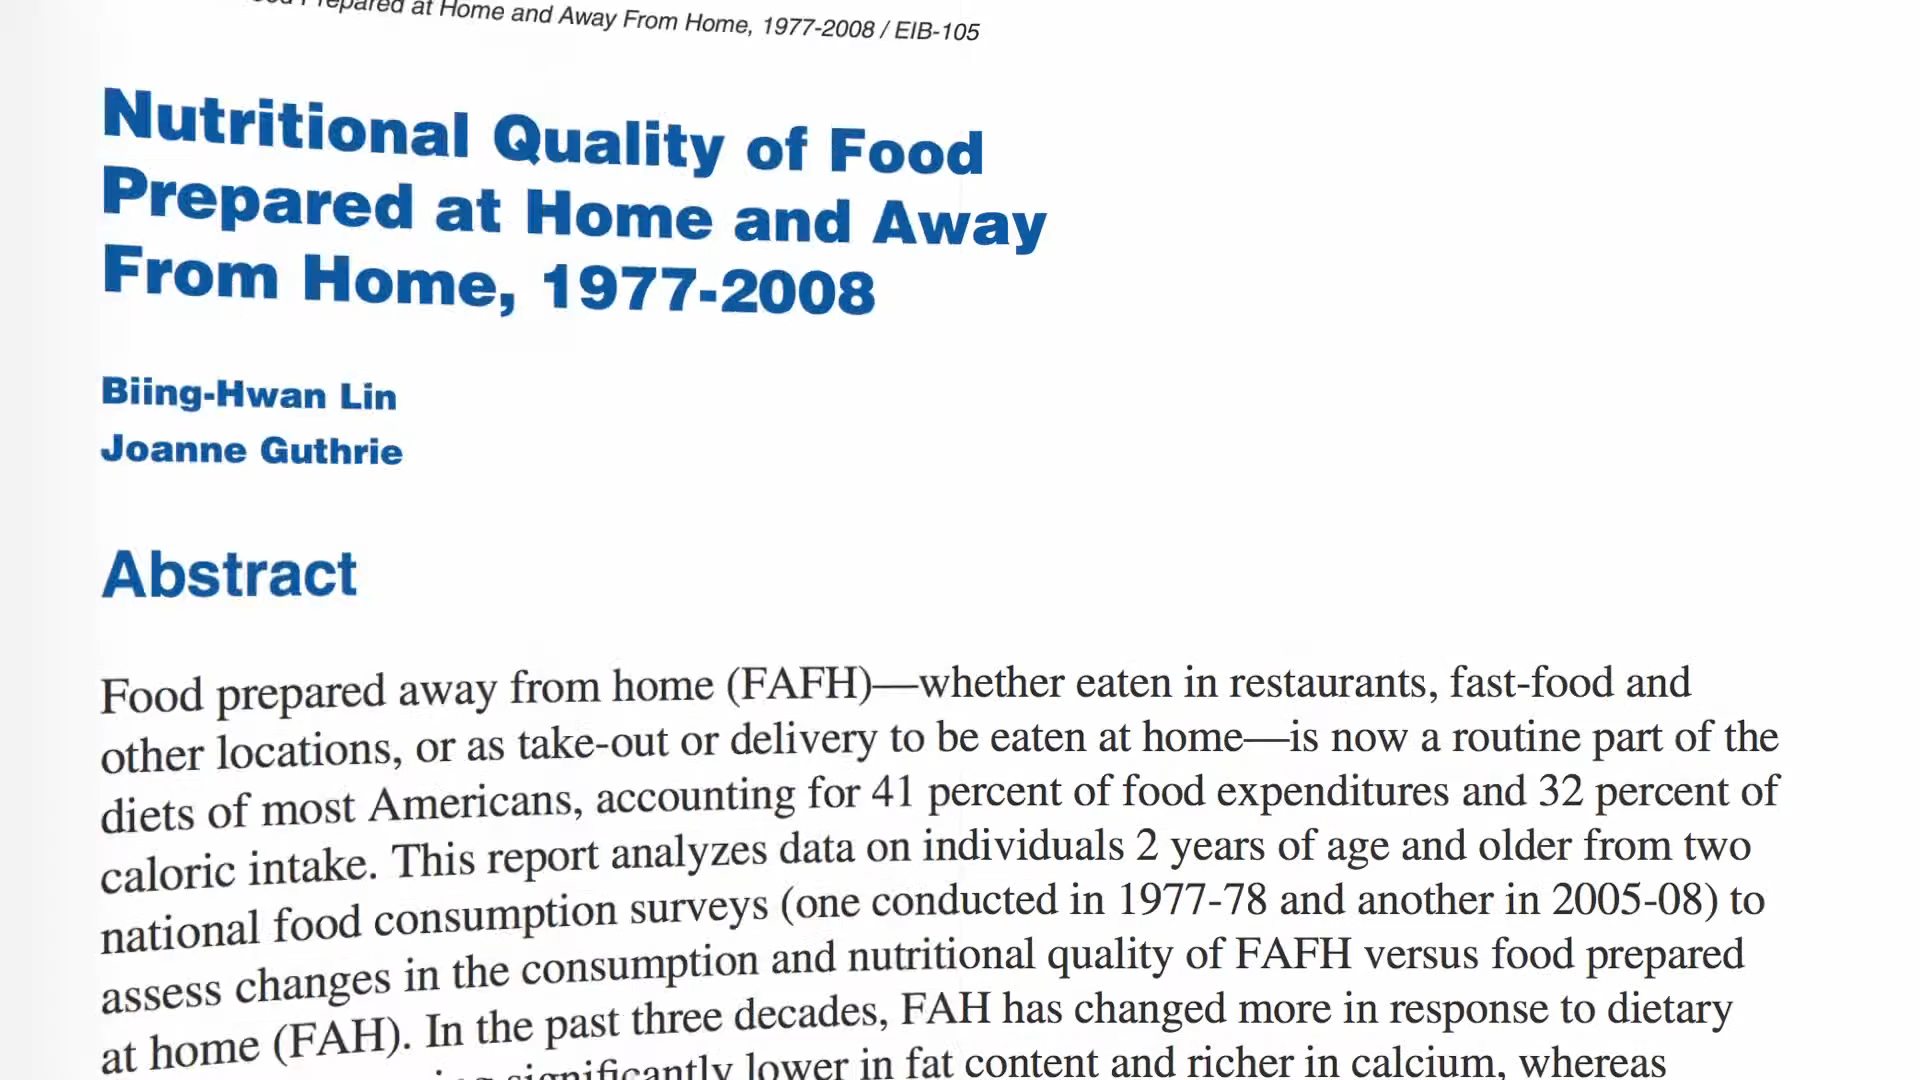 Prepared at Home and Away From Home, 1977-2008 / EIB-105
Nutritional Quality of Food
Prepared at Home and Away
From Home, 1977-2008
Biing-Hwan Lin
Joanne Guthrie
Abstract
Food prepared away from home (FAFH)—whether eaten in restaurants, fast-food and
other locations, or as take-out or delivery to be eaten at home—is now a routine part of the
diets of most Americans, accounting for 41 percent of food expenditures and 32 percent of
caloric intake. This report analyzes data on individuals 2 years of age and older from two
national food consumption surveys (one conducted in 1977-78 and another in 2005-08) to
assess changes in the consumption and nutritional quality of FAFH versus food prepared
at home (FAH). In the past three decades, FAH has changed more in response to dietary
significantly lower in fat content and richer in calcium, whereas